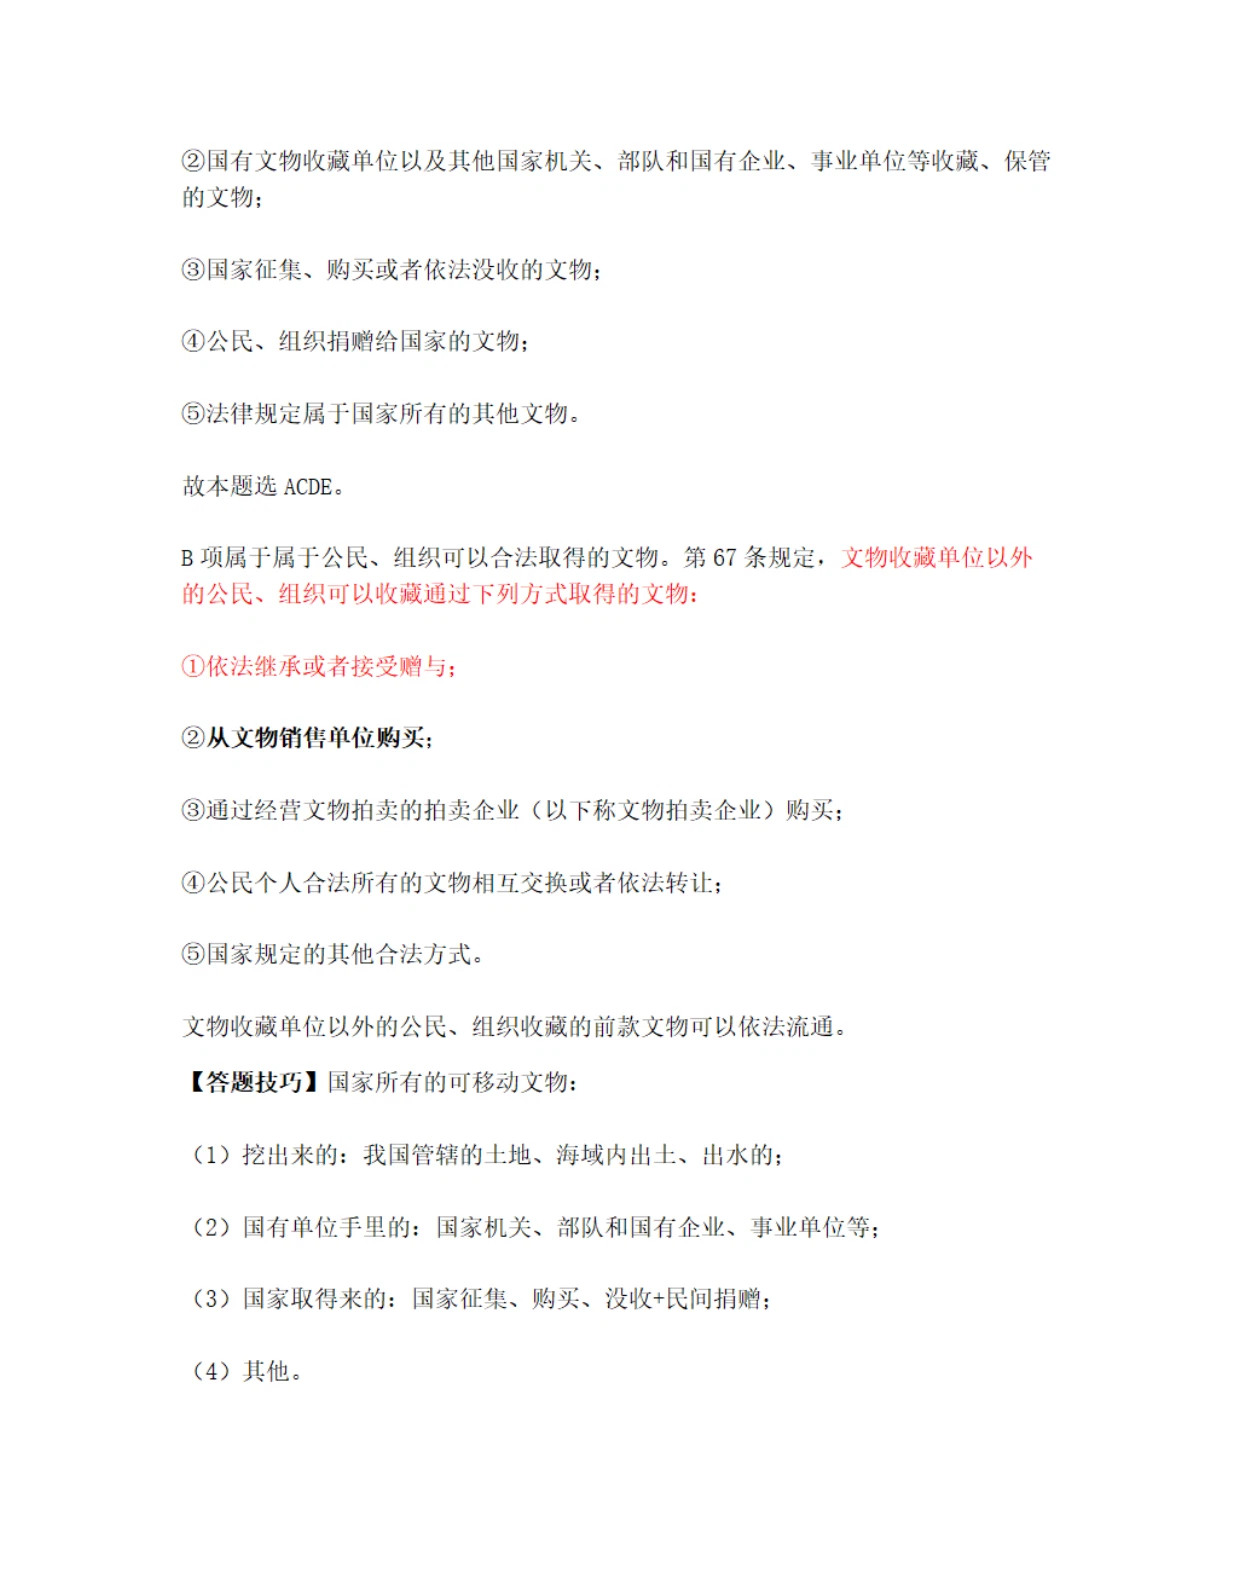 ②国有文物收藏单位以及其他国家机关、部队和国有企业、事业单位等收藏、保管
的文物；
③国家征集、购买或者依法没收的文物；
④公民、组织捐赠给国家的文物；
⑤法律规定属于国家所有的其他文物。
故本题选 ACDE。
B 项属于属于公民、组织可以合法取得的文物。第 67 条规定，文物收藏单位以外
的公民、组织可以收藏通过下列方式取得的文物：
①依法继承或者接受赠与；
②从文物销售单位购买；
③通过经营文物拍卖的拍卖企业（以下称文物拍卖企业）购买；
④公民个人合法所有的文物相互交换或者依法转让；
⑤国家规定的其他合法方式。
文物收藏单位以外的公民、组织收藏的前款文物可以依法流通。
【答题技巧】国家所有的可移动文物：
（1）挖出来的：我国管辖的土地、海域内出土、出水的；
（2）国有单位手里的：国家机关、部队和国有企业、事业单位等；
（3）国家取得来的：国家征集、购买、没收+民间捐赠；
（4）其他。